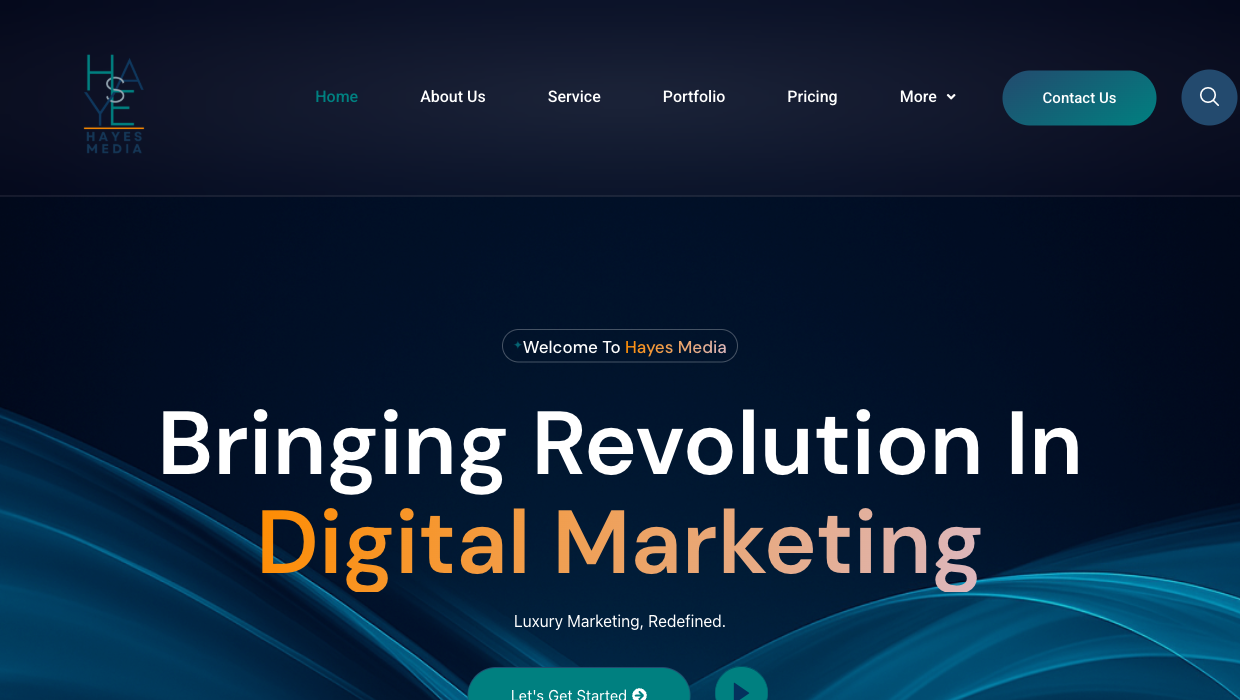 HAYES
HAYES
MEDIA
Home
About Us
Service
Portfolio
Pricing
More
Contact Us
Welcome To Hayes Media
Bringing Revolution In
Digital Marketing
Luxury Marketing, Redefined.
Let's Get Started